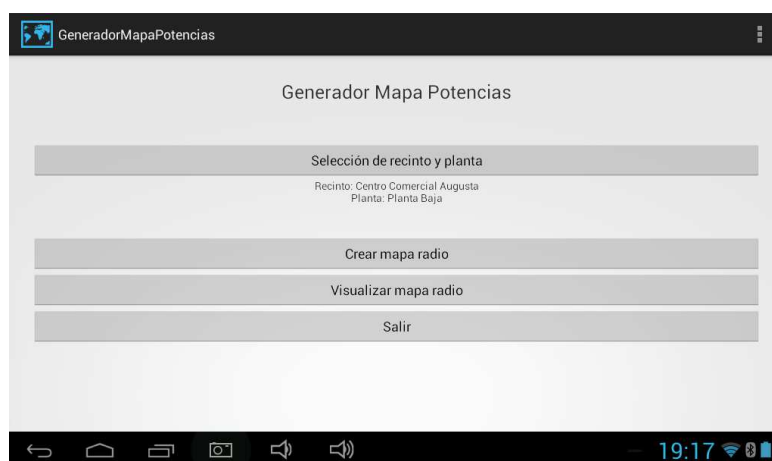 GeneradorMapaPotencias
Generador Mapa Potencias
Selección de recinto y planta
Recinto: Centro Comercial Augusta
Planta: Planta Baja
Crear mapa radio
Visualizar mapa radio
Salir
19:17